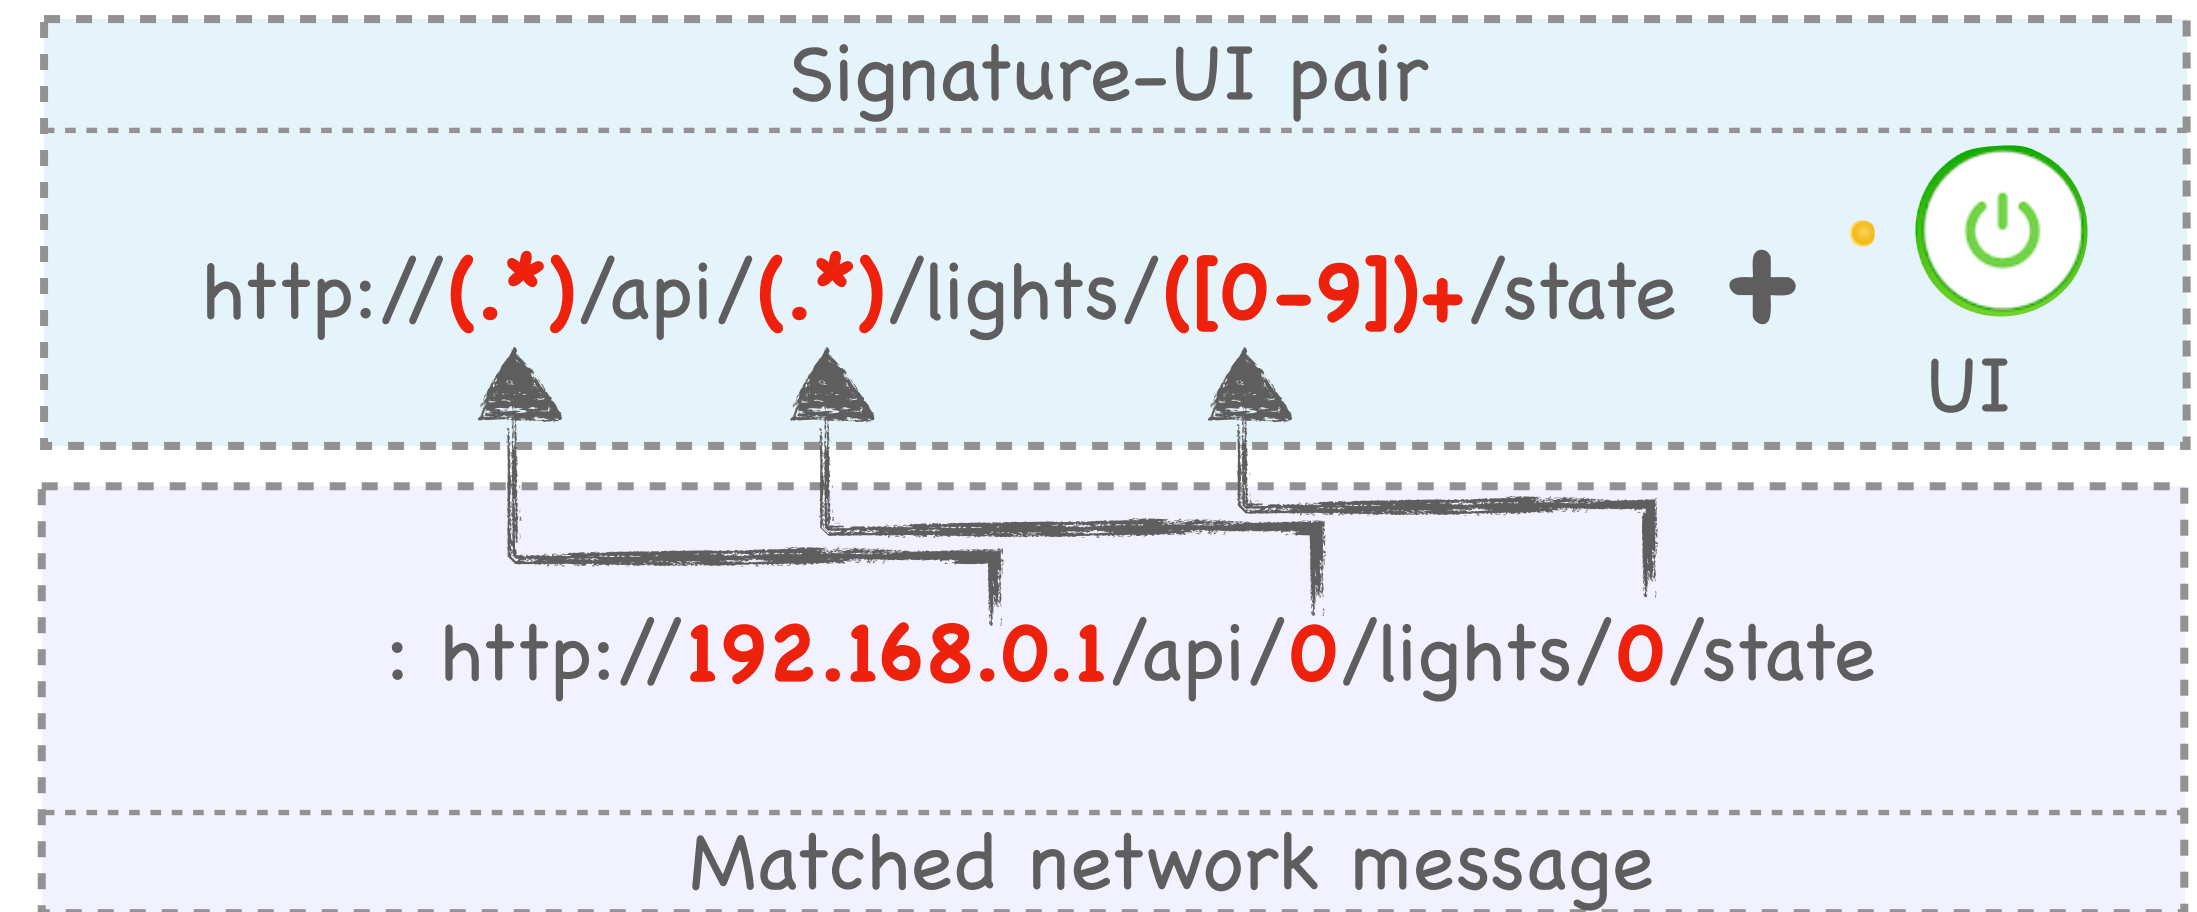 Signature-UI pair
http://(.*)/api/(.*)/lights/([0-9])+/state +
UI
: http://192.168.0.1/api/0/lights/0/state
Matched network message